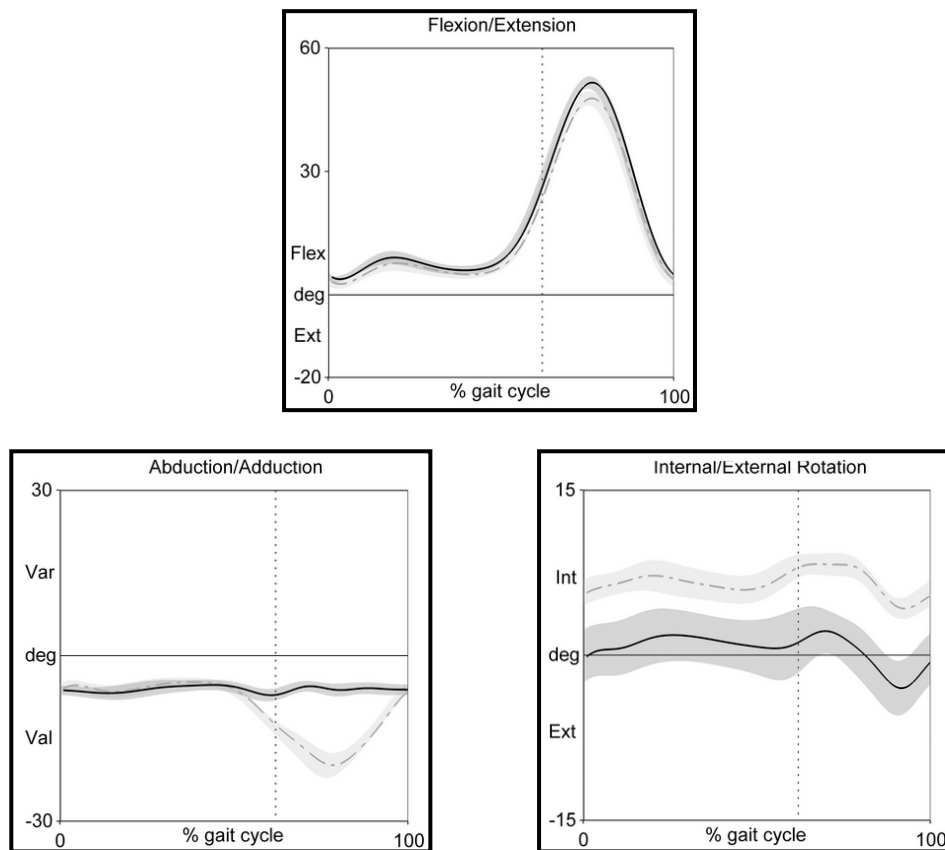 Flexion/Extension
60
30
Flex
deg
Ext
-20
0
% gait cycle
100
Abduction/Adduction
30
Var
deg
Val
-30
0
% gait cycle
100
Internal/External Rotation
15
Int
deg
Ext
-15
0
% gait cycle
100